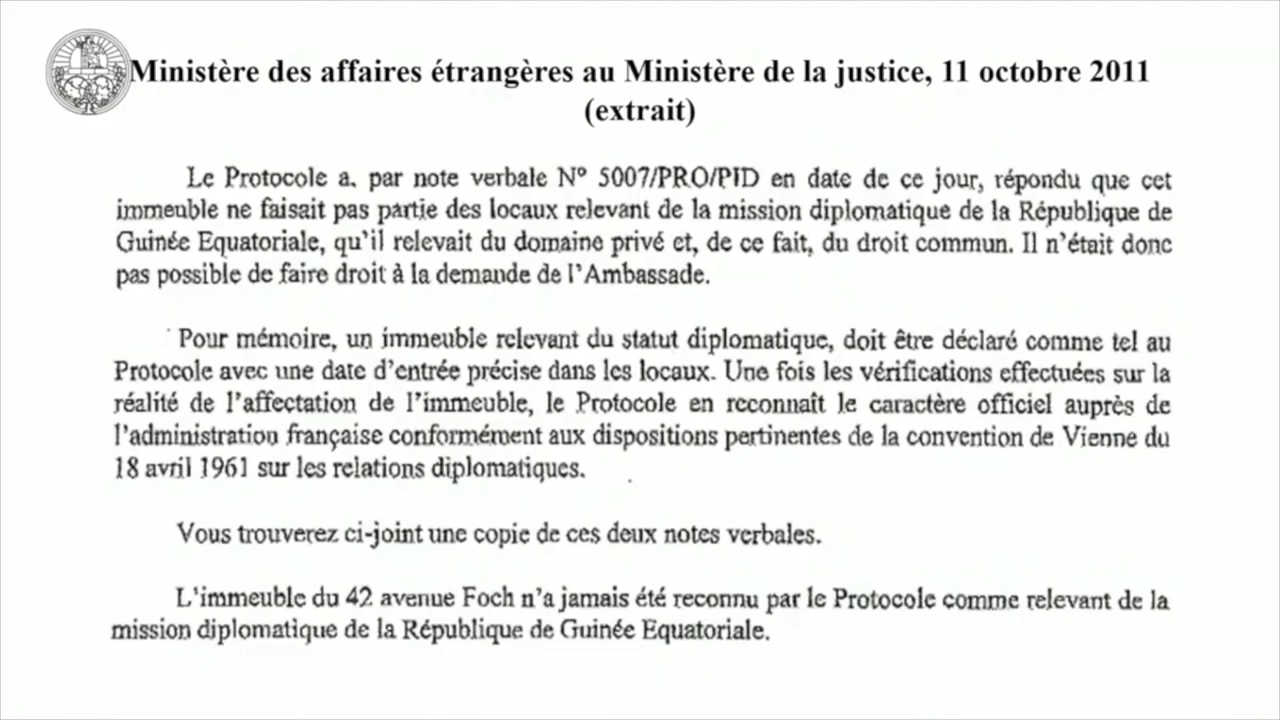 Ministère des affaires étrangères au Ministère de la justice, 11 octobre 2011
(extrait)
Le Protocole a, par note verbale N° 5007/PRO/PID en date de ce jour, répondu que cet
immeuble ne faisait pas partie des locaux relevant de la mission diplomatique de la République de
Guinée Equatoriale, qu'il relevait du domaine privé et, de ce fait, du droit commun. Il n'était donc
pas possible de faire droit à la demande de l'Ambassade.
Pour mémoire, un immeuble relevant du statut diplomatique, doit être déclaré comme tel au
Protocole avec une date d'entrée précise dans les locaux. Une fois les vérifications effectuées sur la
réalité de l'affectation de l'immeuble, le Protocole en reconnaît le caractère officiel auprès de
l'administration française conformément aux dispositions pertinentes de la convention de Vienne du
18 avril 1961 sur les relations diplomatiques.
Vous trouverez ci-joint une copie de ces deux notes verbales.
L'immeuble du 42 avenue Foch n'a jamais été reconnu par le Protocole comme relevant de la
mission diplomatique de la République de Guinée Equatoriale.